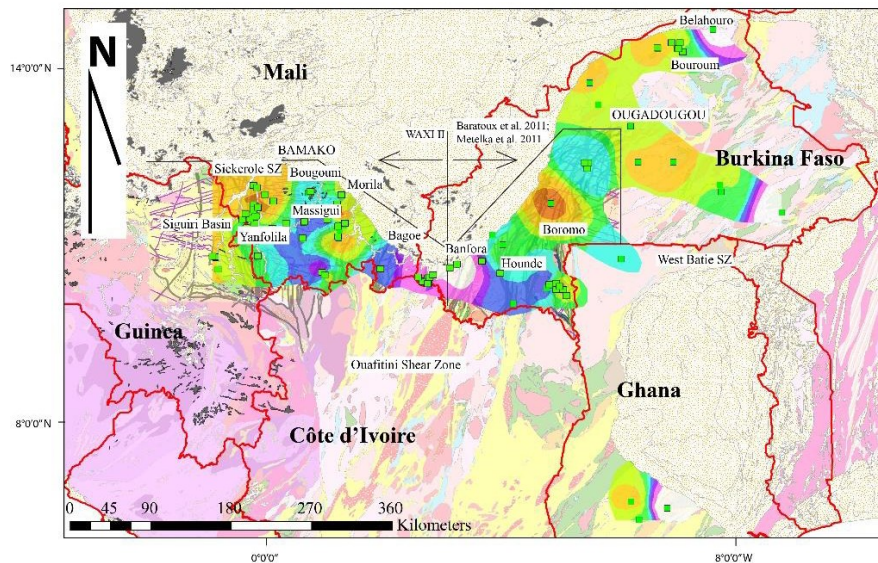 Belahouro
N
14°0'0"N
Mali
Bouroum
WAXI II
Baratoux et al. 2011;
Metelka et al. 2011
OUGADOUGOU
BAMAKO
Burkina Faso
Siekerole SZ
Bougouni
Morila
Massigui
Siguiri Basin
Boromo
Yanfolila
Bagoe
Banfora
West Batie SZ
Hounde
Guinea
Ouafitini Shear Zone
Ghana
8°0'0"N
Côte d'Ivoire
0 45 90 180 270 360
Kilometers
0°0'0" 8°0'0"W